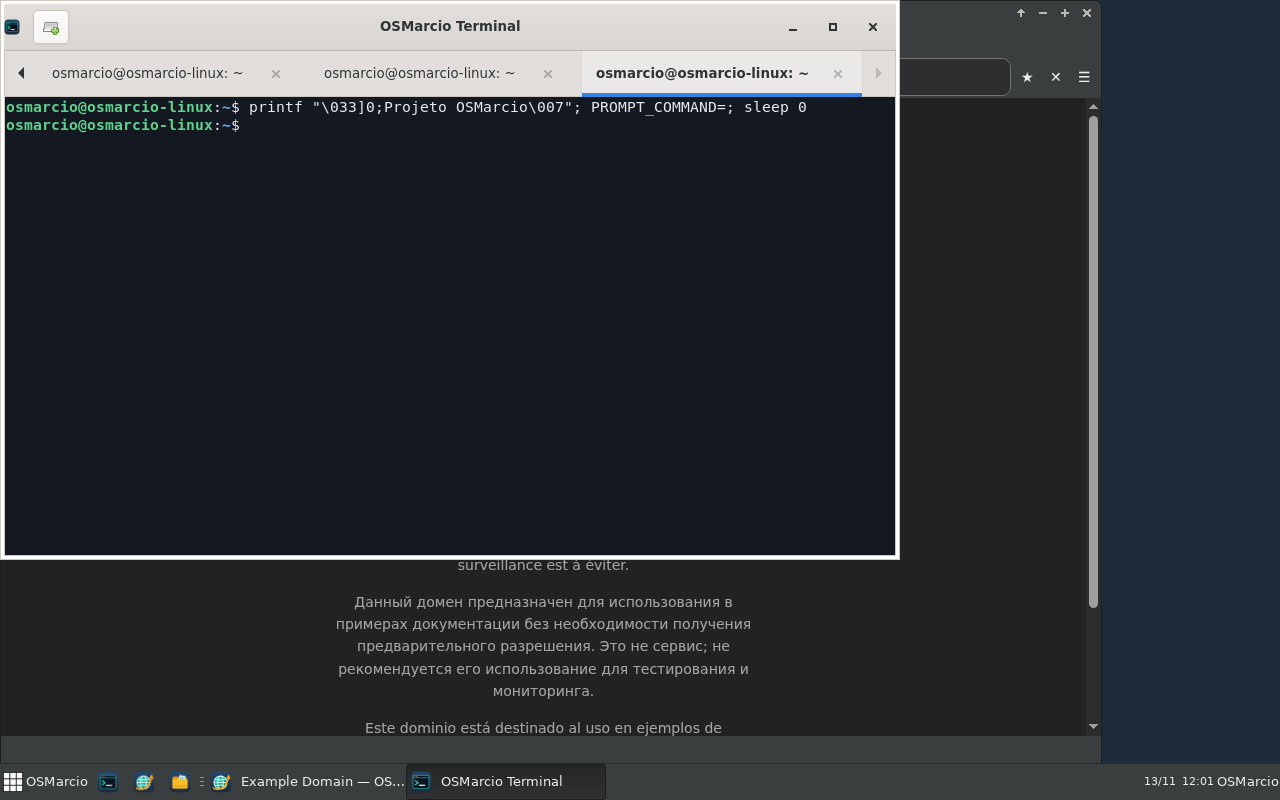 OSMarcio Terminal
osmarcio@osmarcio-linux: ~
osmarcio@osmarcio-linux: ~
osmarcio@osmarcio-linux: ~
osmarcio@osmarcio-linux:~$ printf "\033]0;Projeto OSMarcio\007"; PROMPT_COMMAND=; sleep 0
osmarcio@osmarcio-linux:~$
surveillance est à éviter.
Данный домен предназначен для использования в
примерах документации без необходимости получения
предварительного разрешения. Это не сервис; не
рекомендуется его использование для тестирования и
мониторинга.
Este dominio está destinado al uso en ejemplos de
OSMarcio
Example Domain — OS...
OSMarcio Terminal
13/11 12:01 OSMarcio